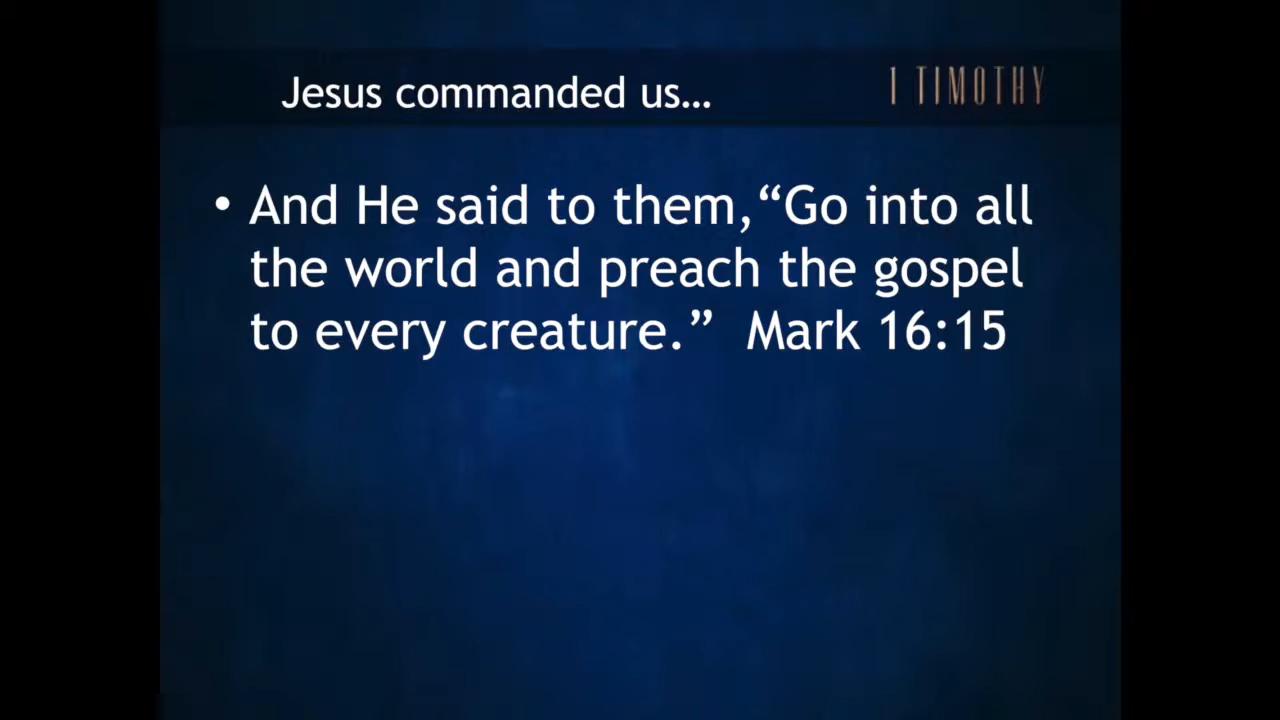 Jesus commanded us…
1 TIMOTHY
• And He said to them,“Go into all
the world and preach the gospel
to every creature.”  Mark 16:15